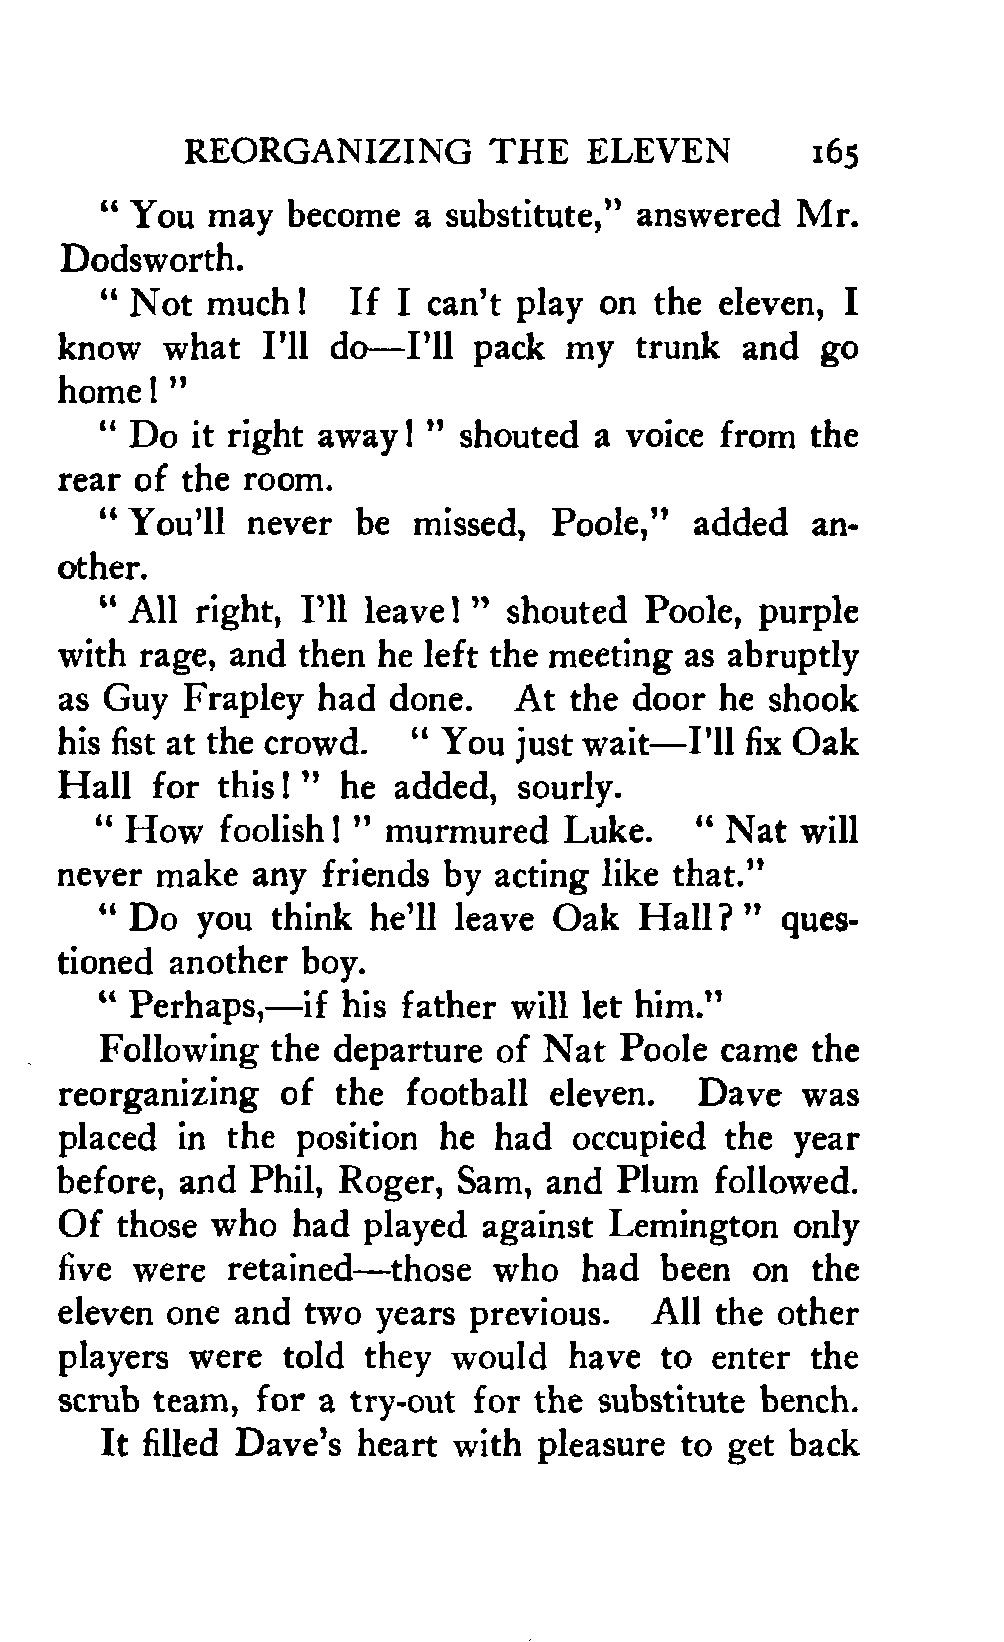 REORGANIZING THE ELEVEN 165
" You may become a substitute," answered Mr.
Dodsworth.
" Not much! If I can't play on the eleven, I
know what I'll do—I'll pack my trunk and go
home! "
" Do it right away! " shouted a voice from the
rear of the room.
" You'll never be missed, Poole," added an-
other.
" All right, I'll leave! " shouted Poole, purple
with rage, and then he left the meeting as abruptly
as Guy Frapley had done. At the door he shook
his fist at the crowd. " You just wait—I'll fix Oak
Hall for this! " he added, sourly.
" How foolish! " murmured Luke. " Nat will
never make any friends by acting like that."
" Do you think he'll leave Oak Hall? " ques-
tioned another boy.
" Perhaps,—if his father will let him."
Following the departure of Nat Poole came the
reorganizing of the football eleven. Dave was
placed in the position he had occupied the year
before, and Phil, Roger, Sam, and Plum followed.
Of those who had played against Lemington only
five were retained—those who had been on the
eleven one and two years previous. All the other
players were told they would have to enter the
scrub team, for a try-out for the substitute bench.
It filled Dave's heart with pleasure to get back